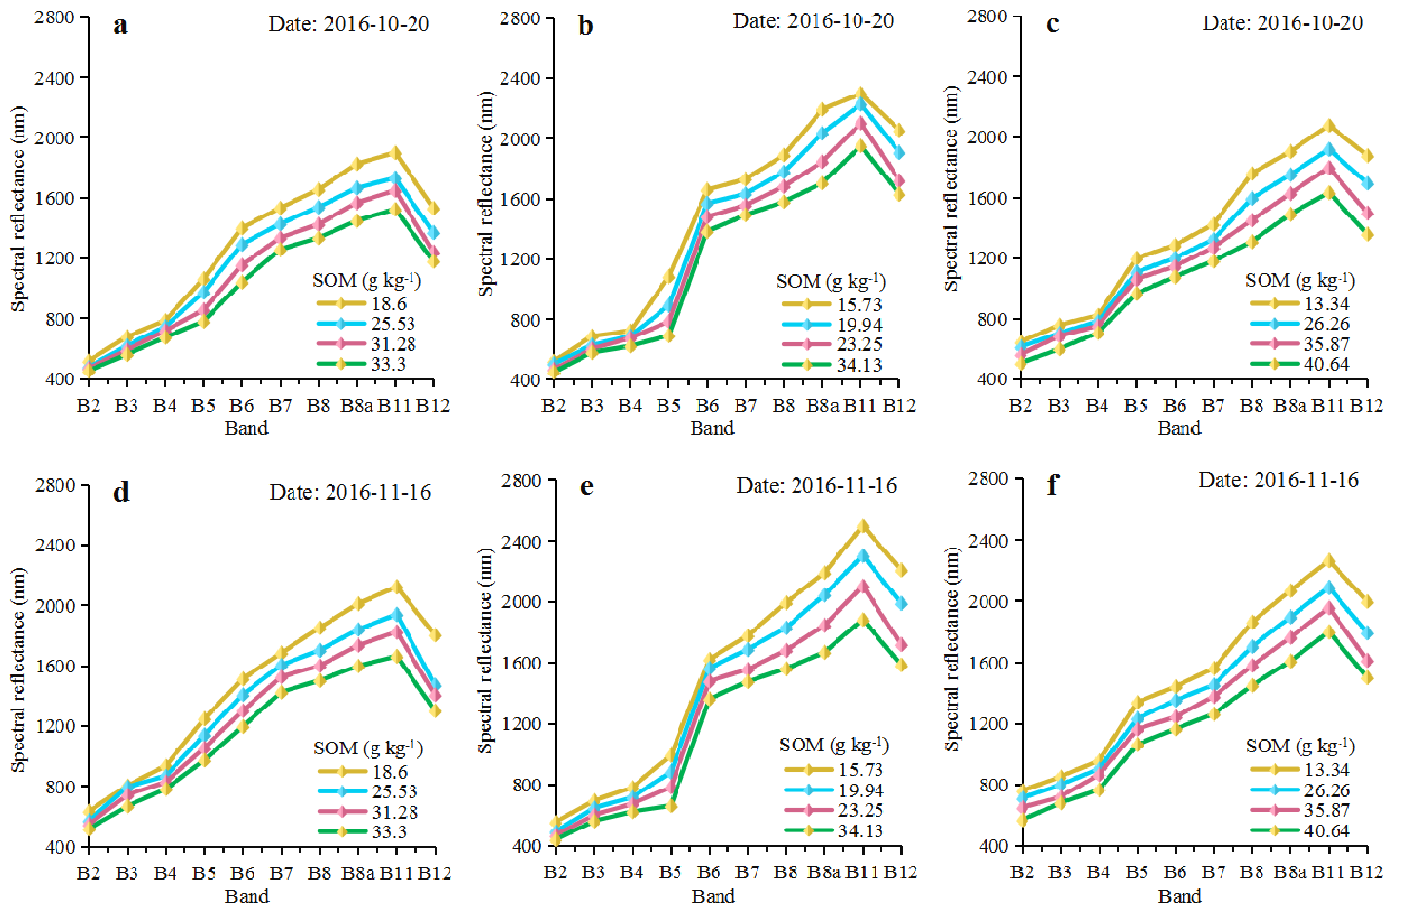 a
Date: 2016-10-20
Spectral reflectance (nm)
2800
2400
2000
1600
1200
800
400
SOM (g kg-1)
18.6
25.53
31.28
33.3
B2 B3 B4 B5 B6 B7 B8 B8a B11 B12
Band
b
Date: 2016-10-20
Spectral reflectance (nm)
2800
2400
2000
1600
1200
800
400
SOM (g kg-1)
15.73
19.94
23.25
34.13
B2 B3 B4 B5 B6 B7 B8 B8a B11 B12
Band
c
Date: 2016-10-20
Spectral reflectance (nm)
2800
2400
2000
1600
1200
800
400
SOM (g kg-1)
13.34
26.26
35.87
40.64
B2 B3 B4 B5 B6 B7 B8 B8a B11 B12
Band
d
Date: 2016-11-16
Spectral reflectance (nm)
2800
2400
2000
1600
1200
800
400
SOM (g kg-1)
18.6
25.53
31.28
33.3
B2 B3 B4 B5 B6 B7 B8 B8a B11 B12
Band
e
Date: 2016-11-16
Spectral reflectance (nm)
2800
2400
2000
1600
1200
800
400
SOM (g kg-1)
15.73
19.94
23.25
34.13
B2 B3 B4 B5 B6 B7 B8 B8a B11 B12
Band
f
Date: 2016-11-16
Spectral reflectance (nm)
2800
2400
2000
1600
1200
800
400
SOM (g kg-1)
13.34
26.26
35.87
40.64
B2 B3 B4 B5 B6 B7 B8 B8a B11 B12
Band